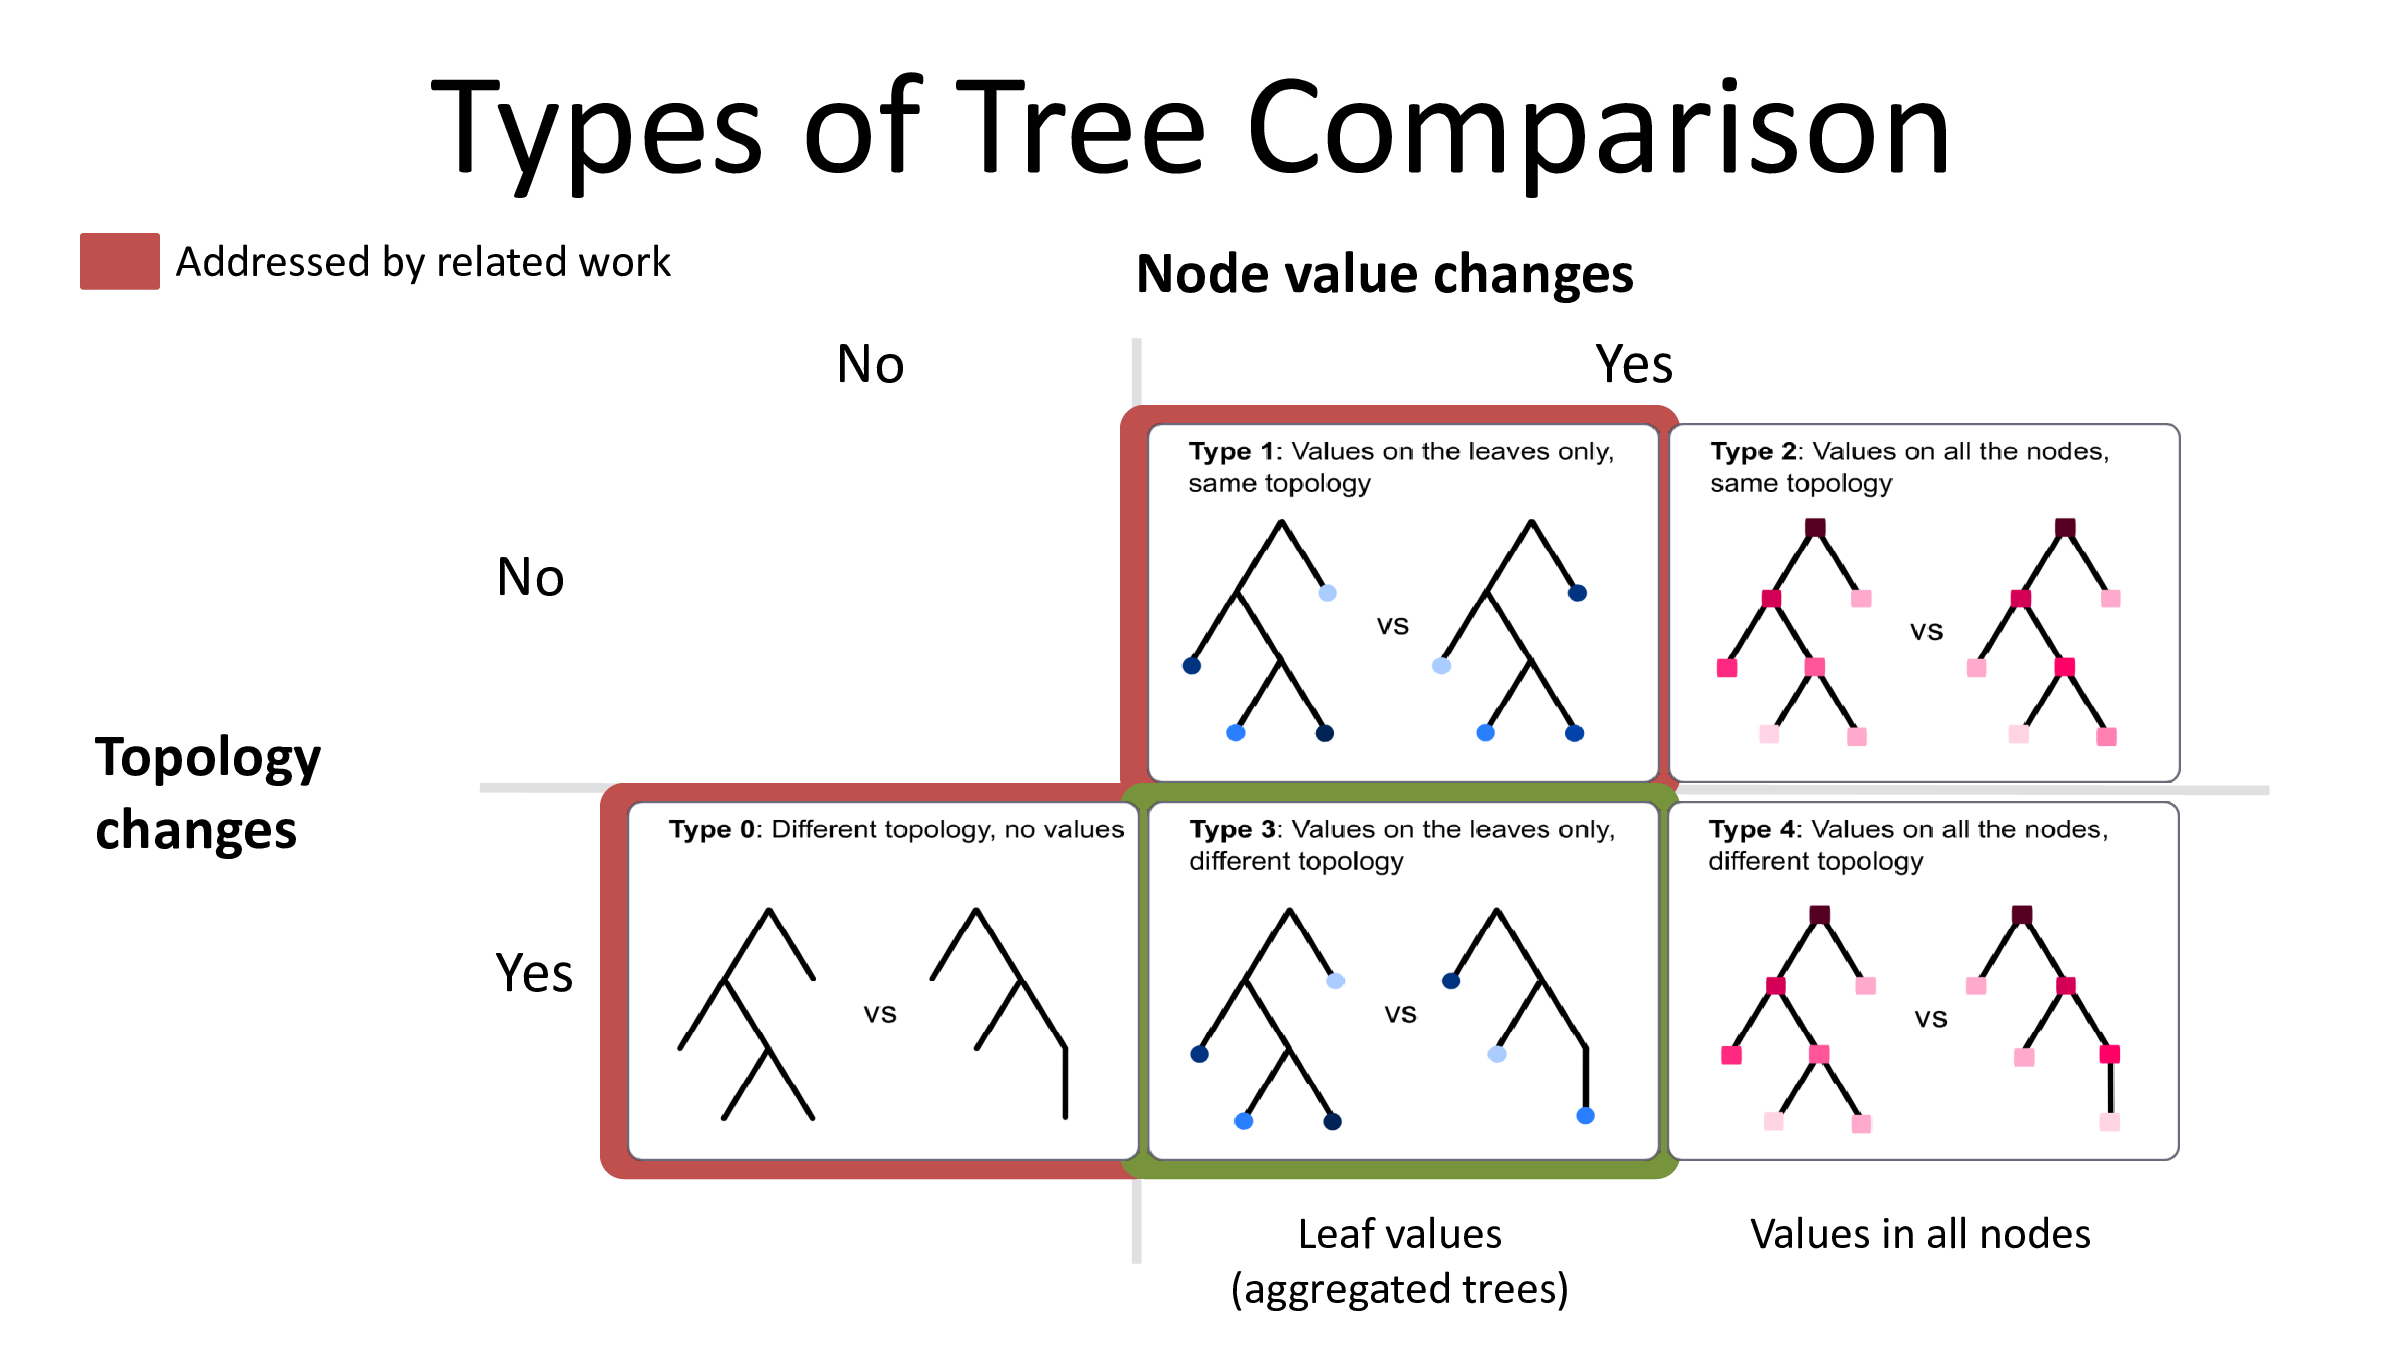 Types of Tree Comparison
Addressed by related work
Node value changes
No
Yes
No
Type 1: Values on the leaves only,
same topology
vs
Type 2: Values on all the nodes,
same topology
vs
Topology
changes
Yes
Type 0: Different topology, no values
vs
Type 3: Values on the leaves only,
different topology
vs
Type 4: Values on all the nodes,
different topology
vs
Leaf values
(aggregated trees)
Values in all nodes